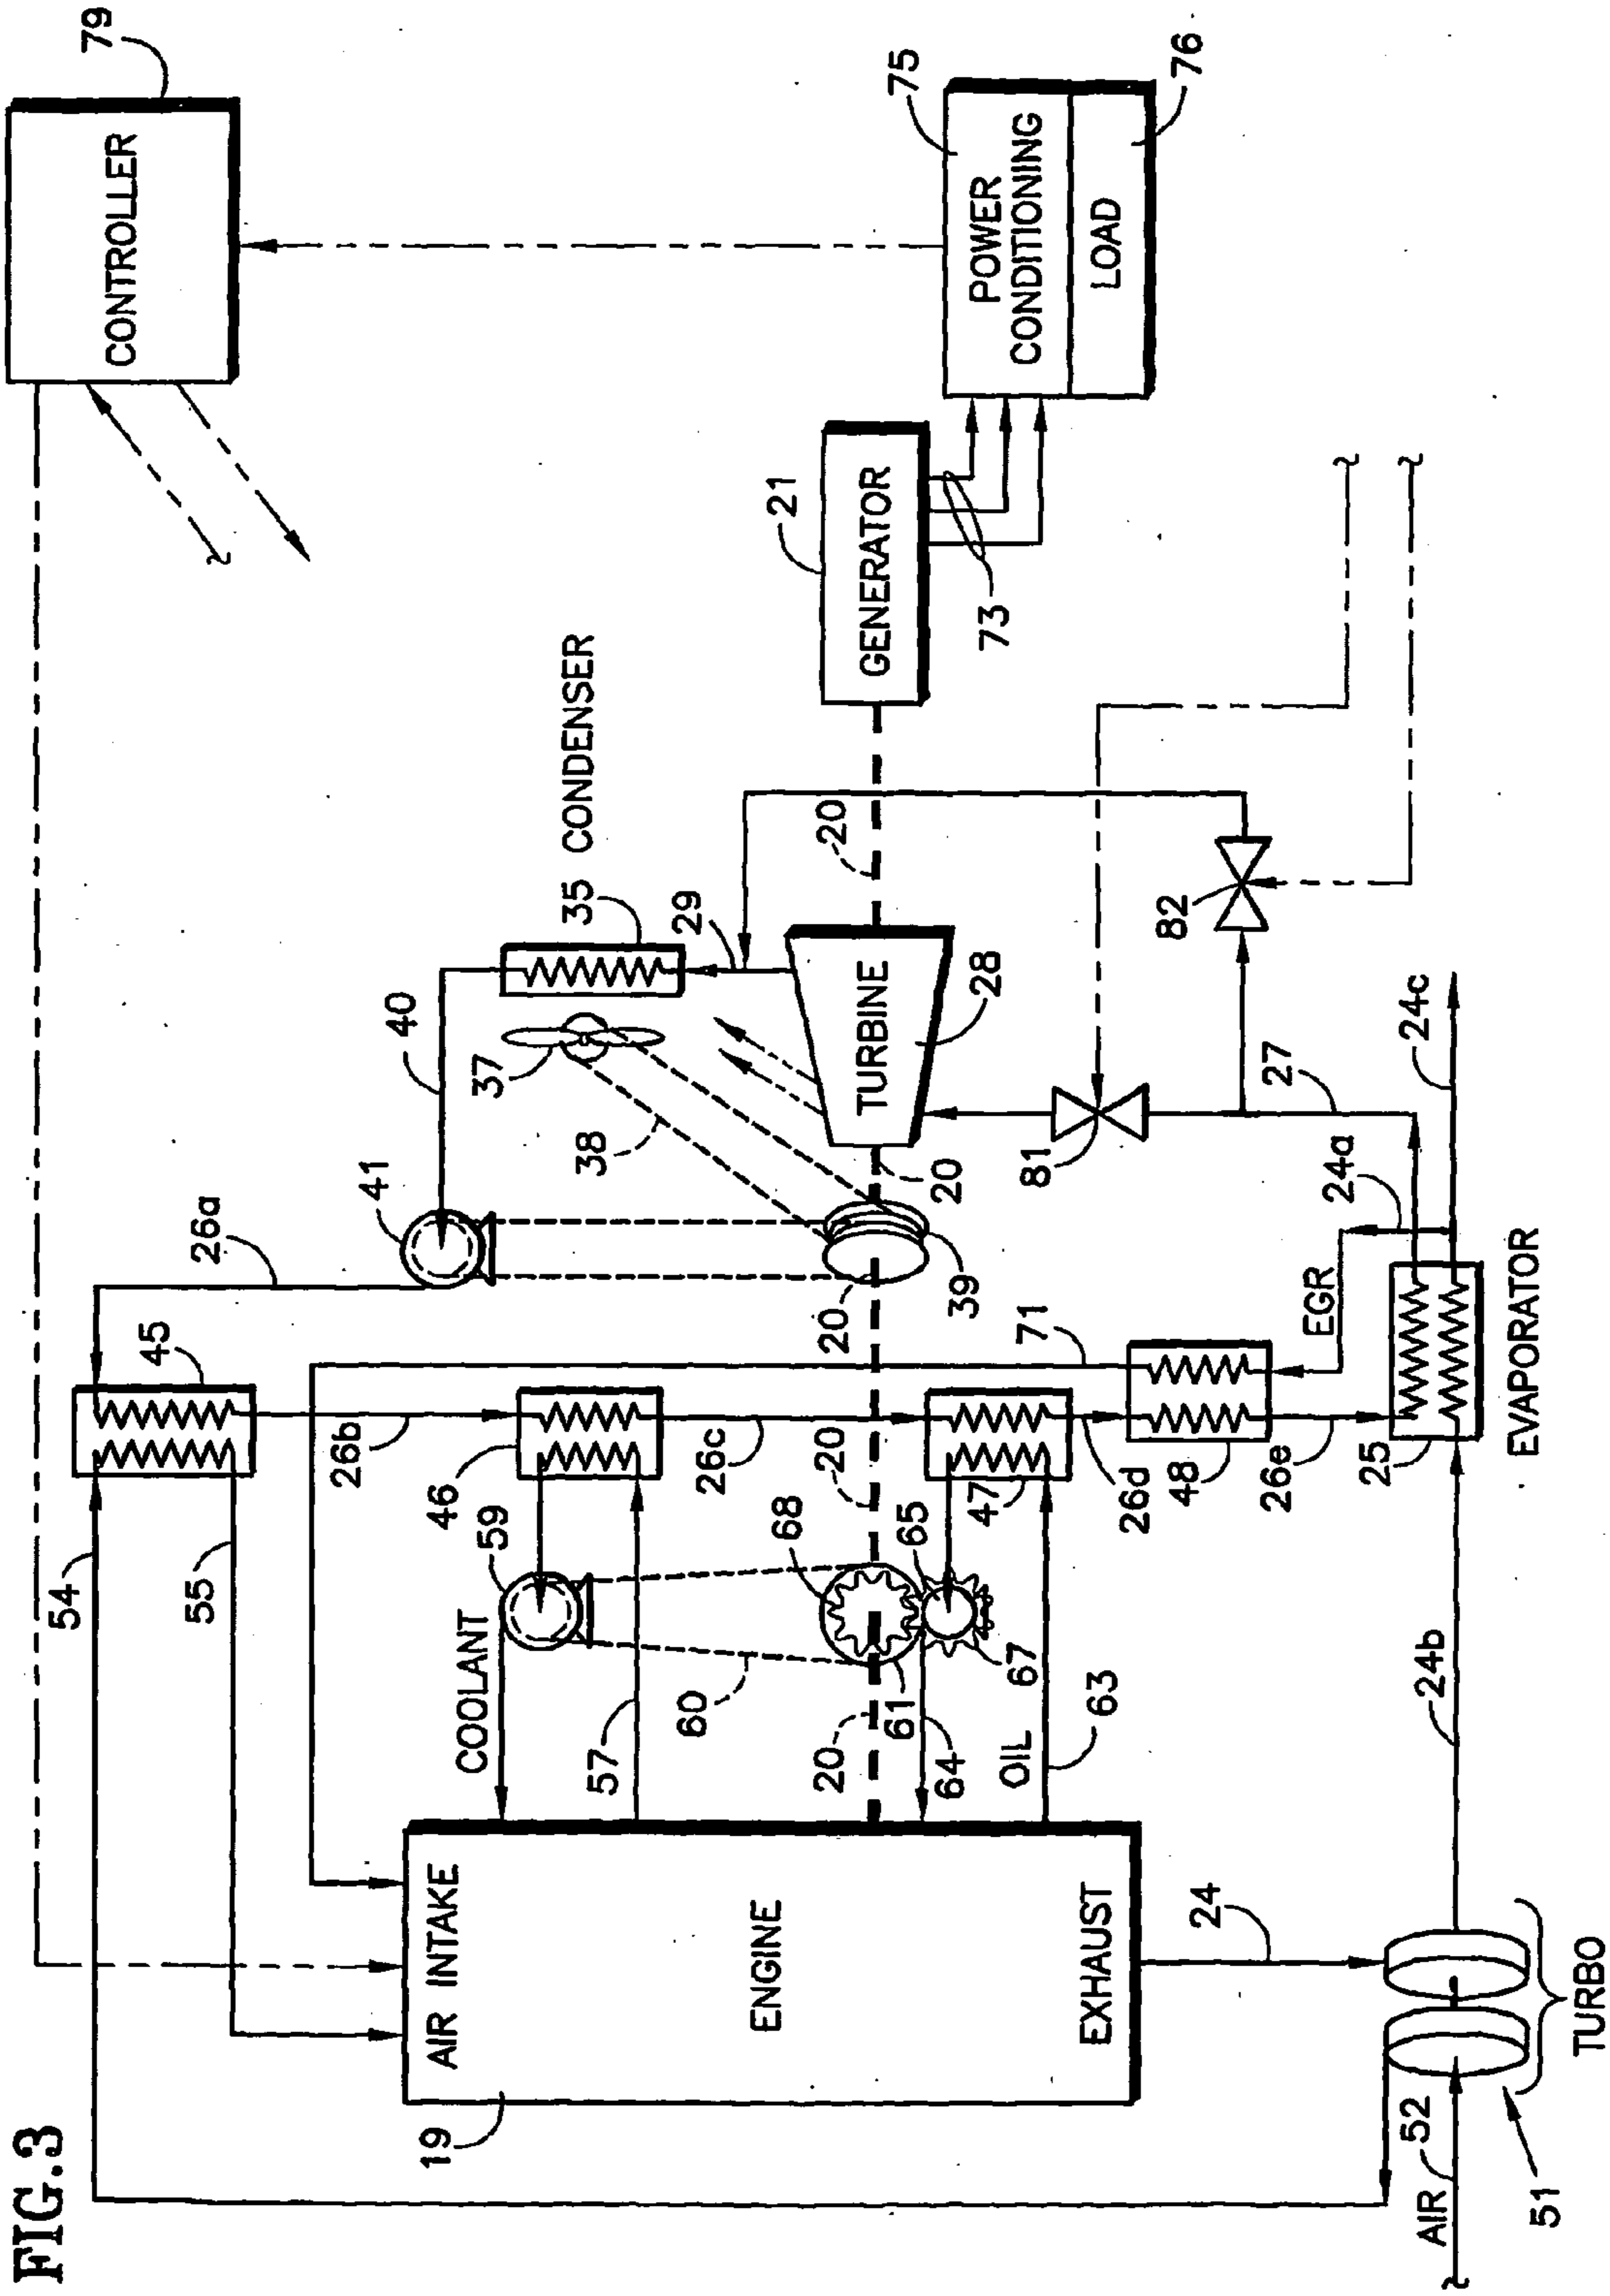 FIG.3
54
79
CONTROLLER
45
55
26a
26b
41
40
19
AIR INTAKE
COOLANT
46
59
37
35 CONDENSER
57
38
29
60
26c
ENGINE
68
21
20
20
20
20
20
TURBINE
GENERATOR
61
65
75
64
47
39
28
73
POWER
CONDITIONING
OIL
67
71
81
63
EXHAUST
26d
LOAD
48
82
76
24
26e
27
EGR
24a
25
52
AIR
24b
24c
EVAPORATOR
51
TURBO